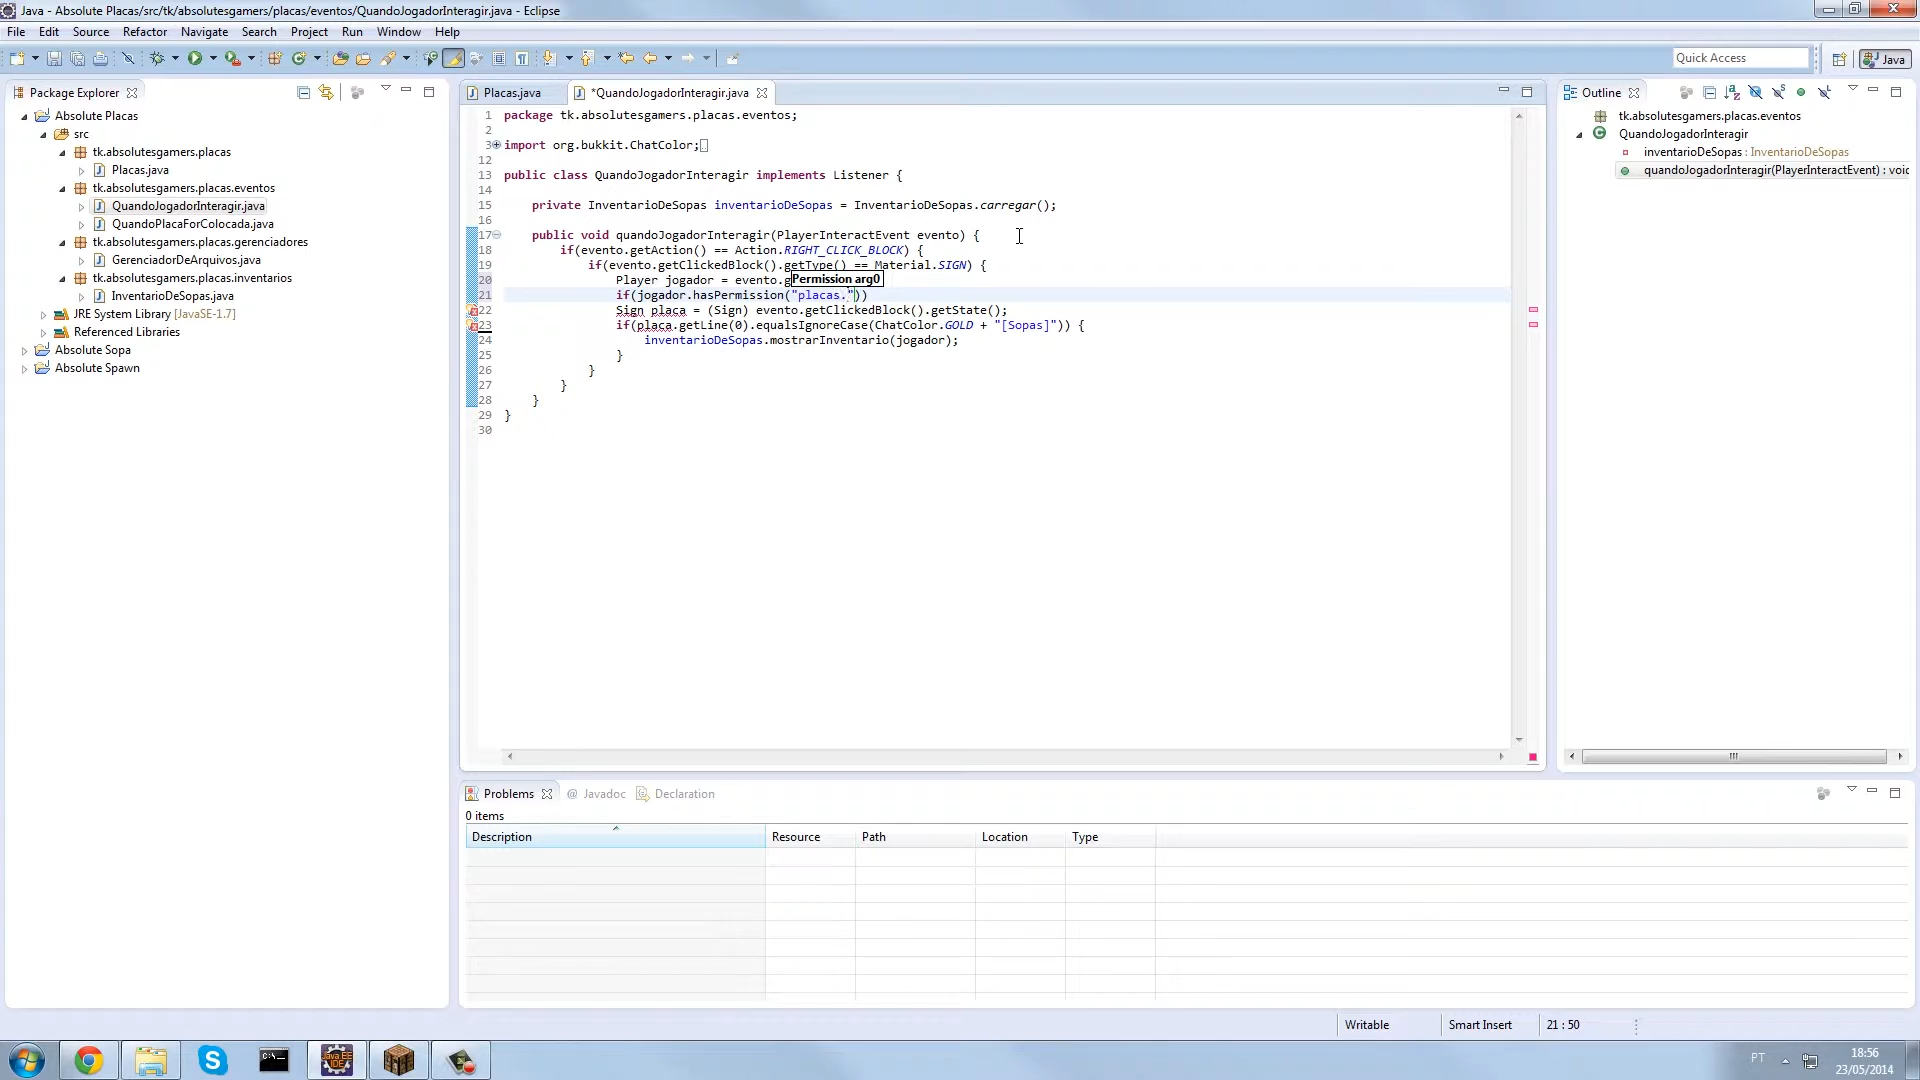 Java - Absolute Placas/src/tk/absolutesgamers/placas/eventos/QuandoJogadorInteragir.java - Eclipse
File Edit Source Refactor Navigate Search Project Run Window Help
Quick Access
Java
Package Explorer
Absolute Placas
src
tk.absolutesgamers.placas
Placas.java
tk.absolutesgamers.placas.eventos
QuandoJogadorInteragir.java
QuandoPlacaForColocada.java
tk.absolutesgamers.placas.gerenciadores
GerenciadorDeArquivos.java
tk.absolutesgamers.placas.inventarios
InventarioDeSopas.java
JRE System Library [JavaSE-1.7]
Referenced Libraries
Absolute Sopa
Absolute Spawn
Placas.java
*QuandoJogadorInteragir.java
1 package tk.absolutesgamers.placas.eventos;
2
3 import org.bukkit.ChatColor;
12
13 public class QuandoJogadorInteragir implements Listener {
14
15 private InventarioDeSopas inventarioDeSopas = InventarioDeSopas.carregar();
16
17 public void quandoJogadorInteragir(PlayerInteractEvent evento) {
18 if(evento.getAction() == Action.RIGHT_CLICK_BLOCK) {
19 if(evento.getClickedBlock().getType() == Material.SIGN) {
20 Player jogador = evento.g
Permission arg0
21 if(jogador.hasPermission("placas."))
22 Sign placa = (Sign) evento.getClickedBlock().getState();
23 if(placa.getLine(0).equalsIgnoreCase(ChatColor.GOLD + "[Sopas]")) {
24 inventarioDeSopas.mostrarInventario(jogador);
25 }
26 }
27 }
28 }
29 }
30
Outline
tk.absolutesgamers.placas.eventos
QuandoJogadorInteragir
inventarioDeSopas : InventarioDeSopas
quandoJogadorInteragir(PlayerInteractEvent) : voic
Problems
@ Javadoc
Declaration
0 items
Description Resource Path Location Type
Writable
Smart Insert
21 : 50
Java EE
IDE
PT
18:56
23/05/2014